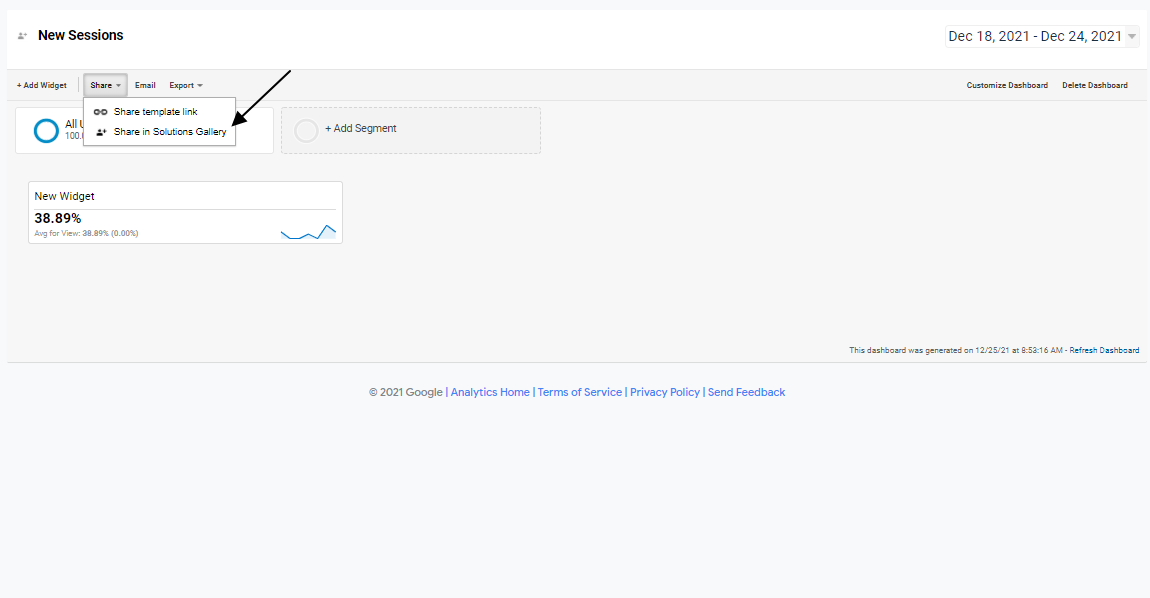 New Sessions
Dec 18, 2021 - Dec 24, 2021
+ Add Widget Share Email Export Customize Dashboard Delete Dashboard
Share template link
Share in Solutions Gallery
All
+ Add Segment
New Widget
38.89%
Avg for View: 38.89% (0.00%)
This dashboard was generated on 12/25/21 at 8:53:16 AM - Refresh Dashboard
© 2021 Google | Analytics Home | Terms of Service | Privacy Policy | Send Feedback